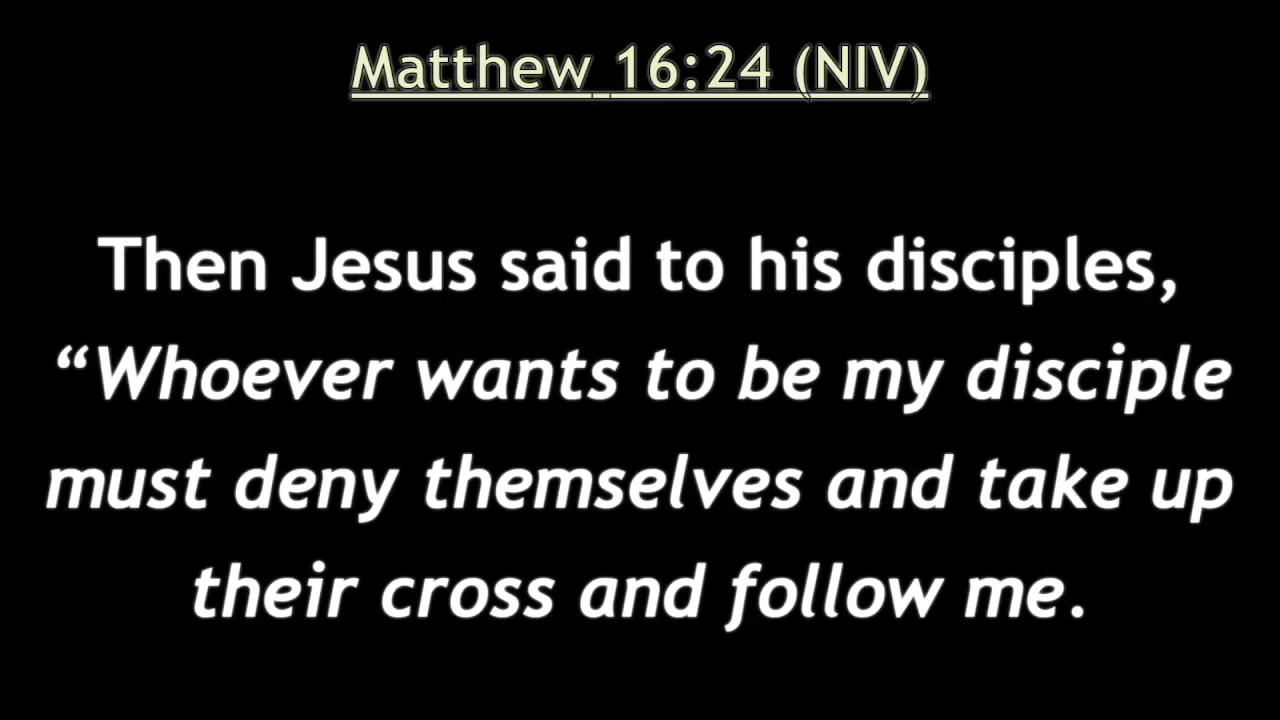 Matthew 16:24 (NIV)
Then Jesus said to his disciples,
“Whoever wants to be my disciple
must deny themselves and take up
their cross and follow me.